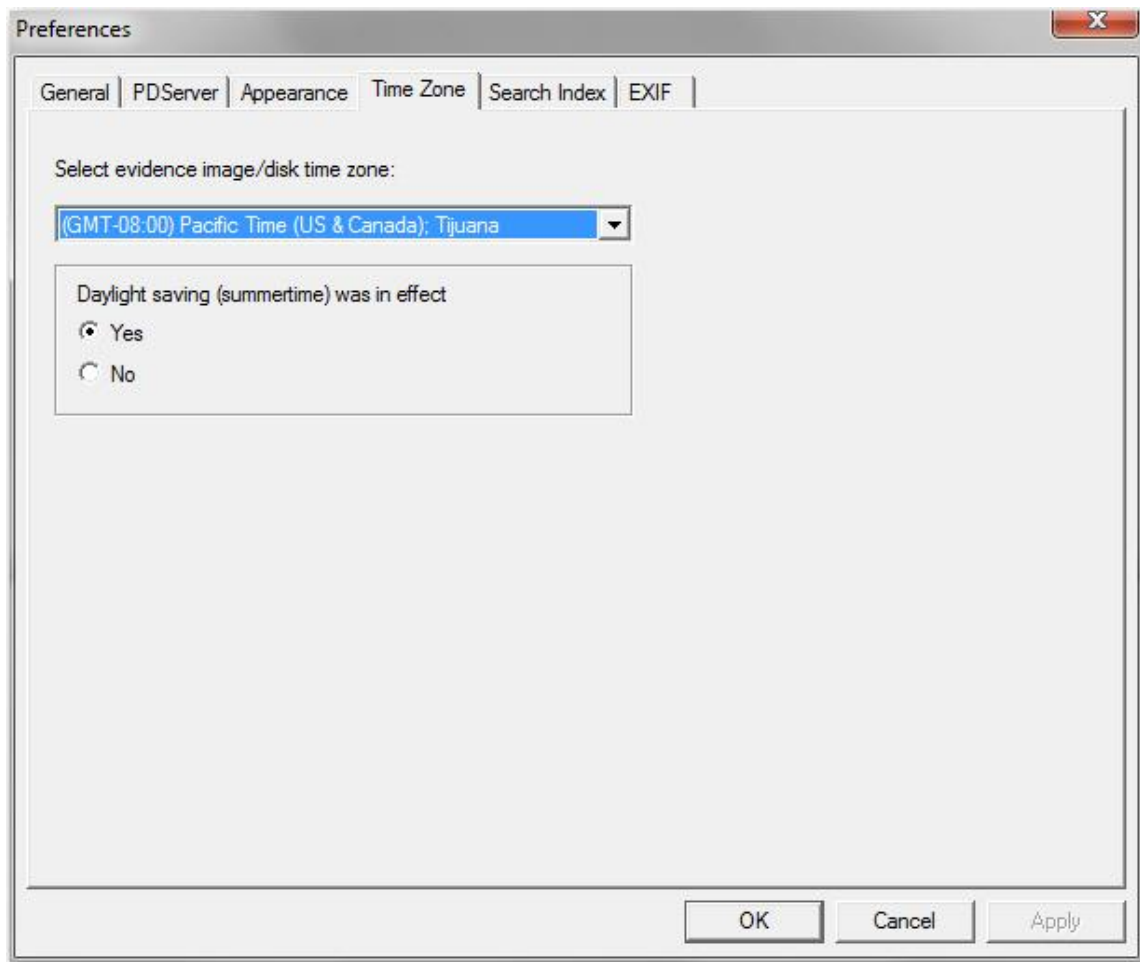 Preferences
General PDServer Appearance Time Zone Search Index EXIF
Select evidence image/disk time zone:
(GMT-08:00) Pacific Time (US & Canada); Tijuana
Daylight saving (summertime) was in effect
Yes
No
OK Cancel Apply